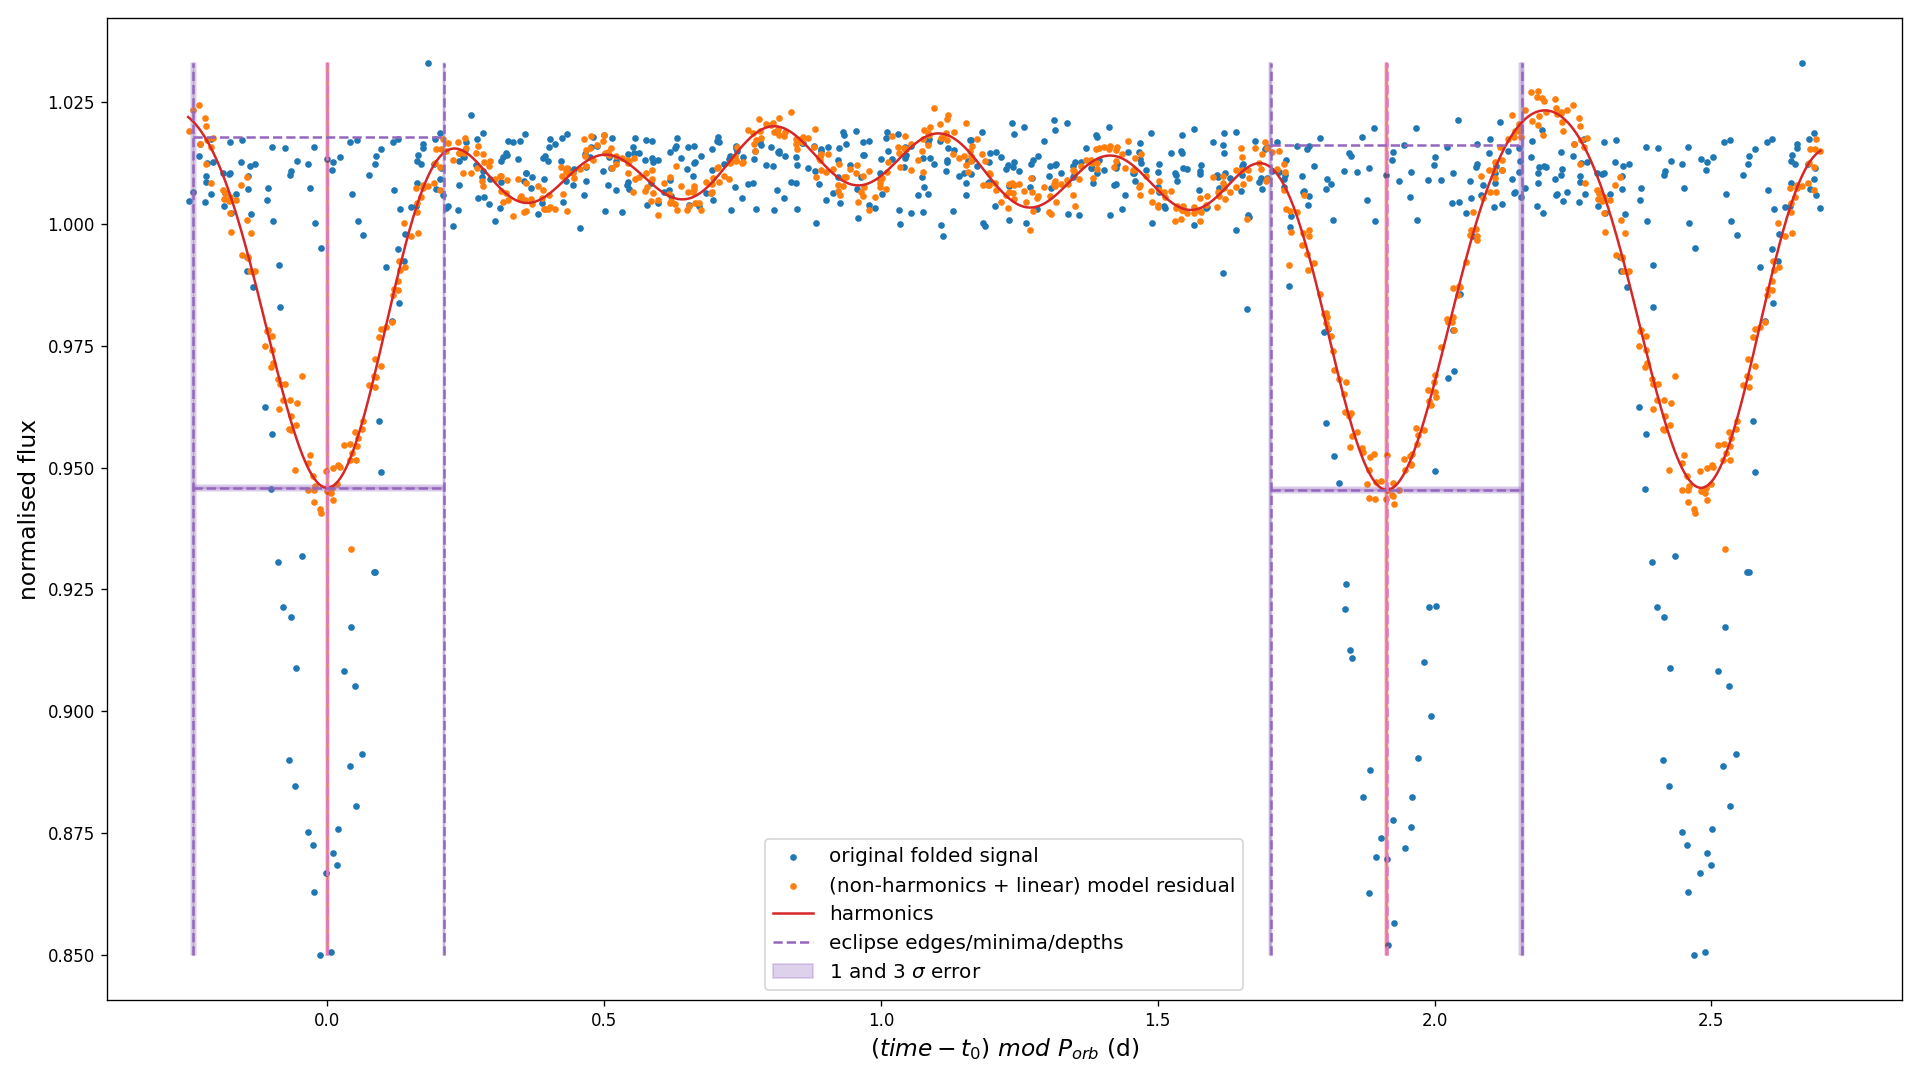 normalised flux
1.025
1.000
0.975
0.950
0.925
0.900
0.875
0.850
original folded signal
(non-harmonics + linear) model residual
harmonics
eclipse edges/minima/depths
1 and 3 σ error
0.0 0.5 1.0 1.5 2.0 2.5
(time − t₀) mod Pₒᵣb (d)